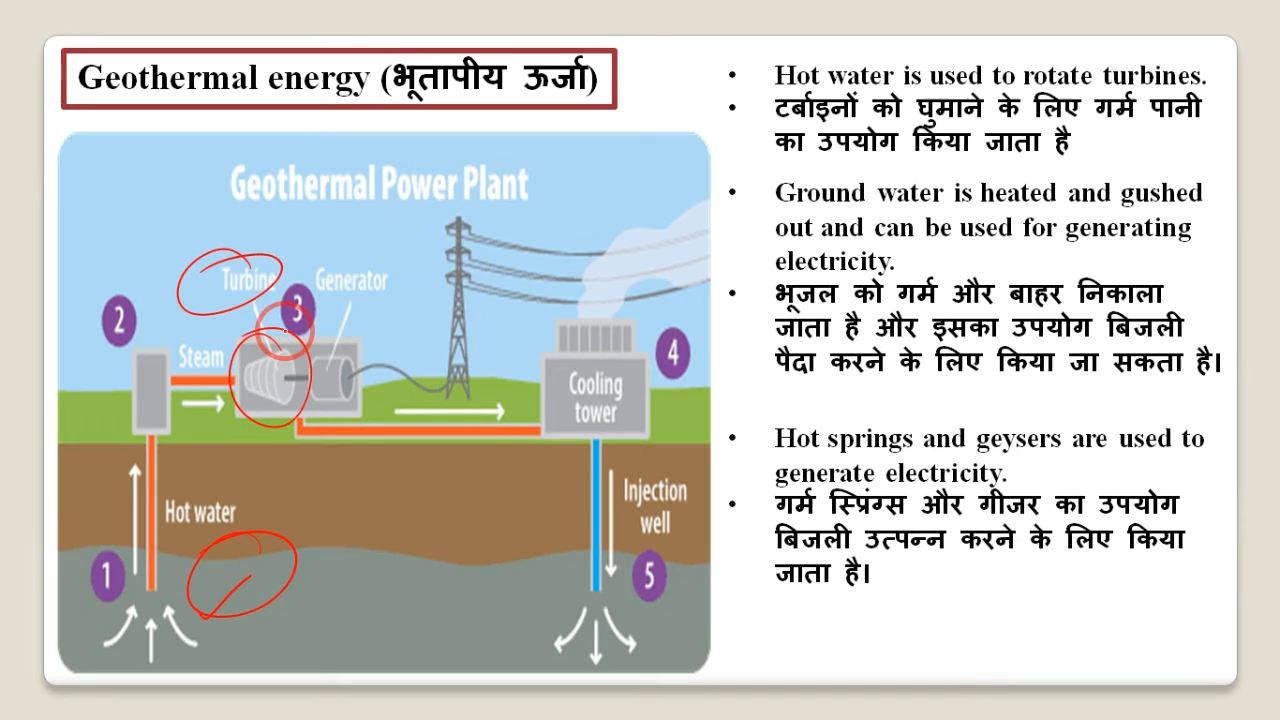 Geothermal energy (भूतापीय ऊर्जा)
Geothermal Power Plant
Turbine
Generator
3
2
Steam
4
Cooling
tower
Hot water
Injection
well
1
5
• Hot water is used to rotate turbines.
• टर्बाइनों को घुमाने के लिए गर्म पानी
का उपयोग किया जाता है
• Ground water is heated and gushed
out and can be used for generating
electricity.
• भूजल को गर्म और बाहर निकाला
जाता है और इसका उपयोग बिजली
पैदा करने के लिए किया जा सकता है।
• Hot springs and geysers are used to
generate electricity.
• गर्म स्प्रिंग्स और गीजर का उपयोग
बिजली उत्पन्न करने के लिए किया
जाता है।